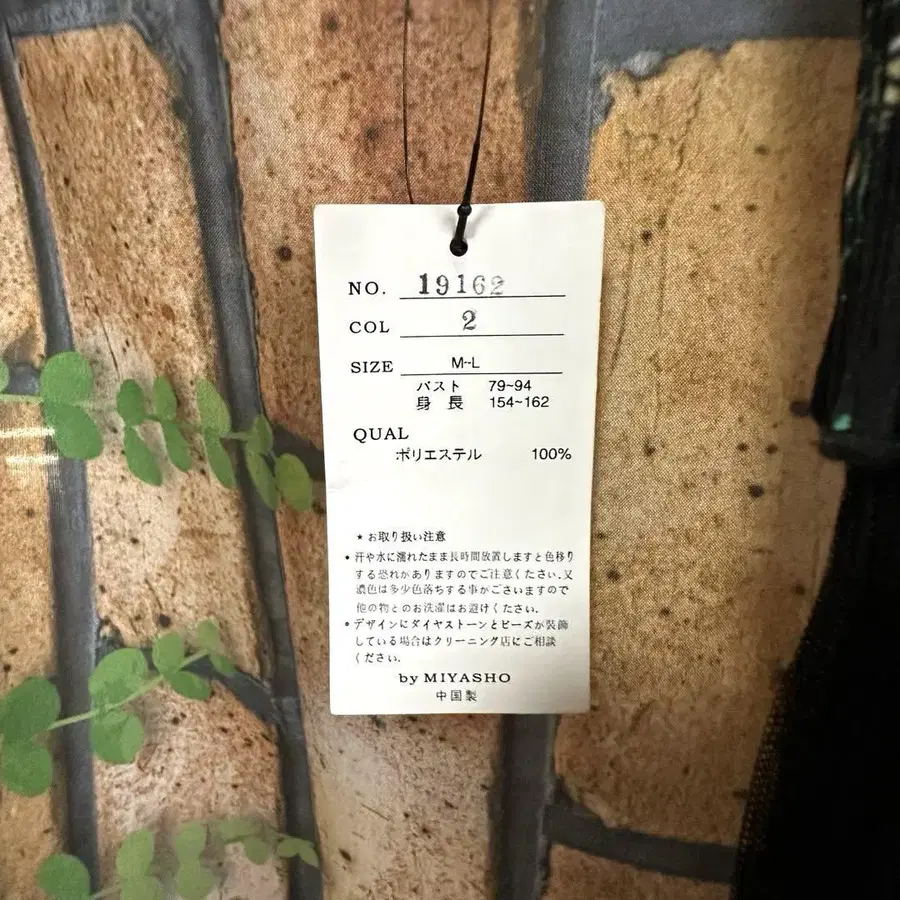 NO. 19162
COL 2
SIZE M-L
バスト 79~94
身長 154~162
QUAL
ポリエステル 100%
★お取り扱い注意
•汗や水に濡れたまま長時間放置しますと色移り
する恐れがありますのでご注意ください.又
濃色は多少色落ちする事がございますので
他の物とのお洗濯はお避けください.
•デザインにダイヤストーンとビーズが装飾
している場合はクリーニング店にご相談
ください.
by MIYASHO
中国製